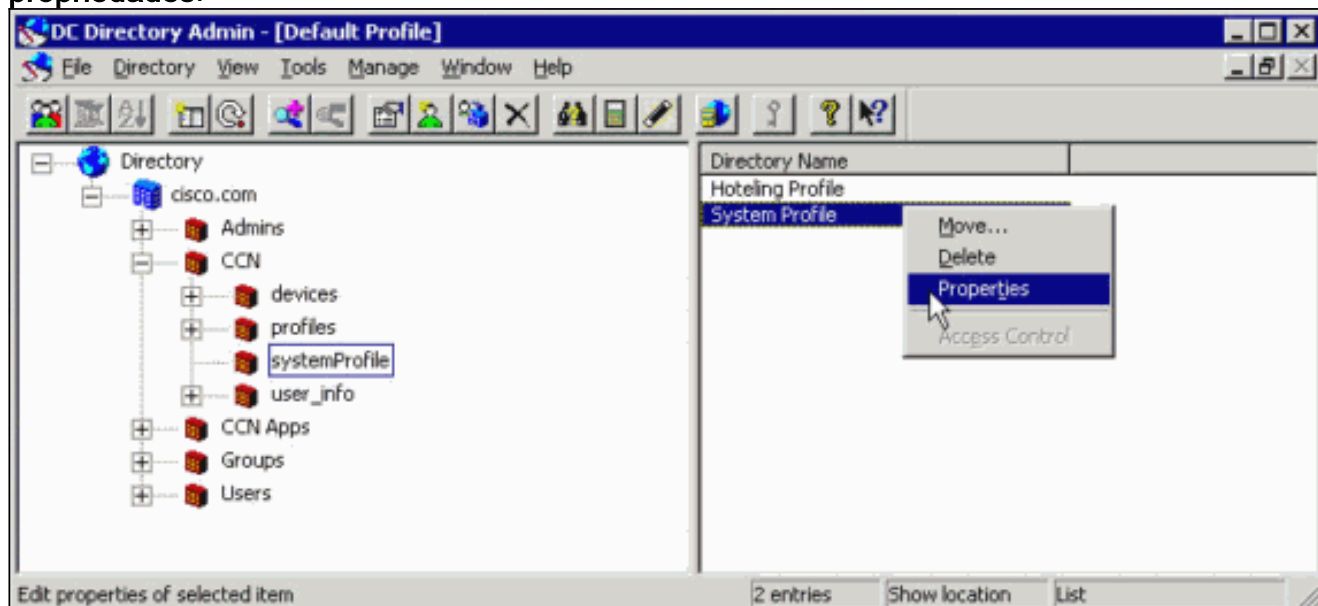 propriedades.
DC Directory Admin - [Default Profile]
File Directory View Tools Manage Window Help
Directory
cisco.com
Admins
CCN
devices
profiles
systemProfile
user_info
CCN Apps
Groups
Users
Directory Name
Hoteling Profile
System Profile
Move...
Delete
Properties
Access Control
Edit properties of selected item
2 entries
Show location
List